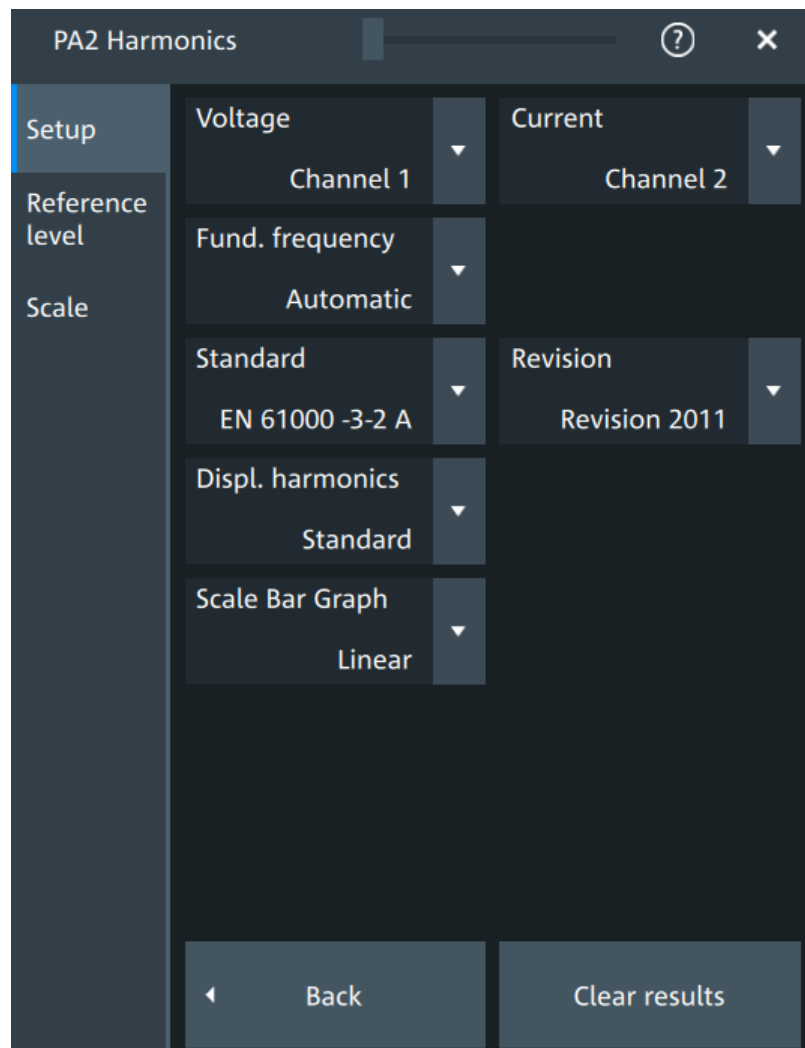 PA2 Harmonics
?
Setup
Reference
level
Scale
Voltage
Channel 1
Current
Channel 2
Fund. frequency
Automatic
Standard
EN 61000 -3-2 A
Revision
Revision 2011
Displ. harmonics
Standard
Scale Bar Graph
Linear
Back
Clear results